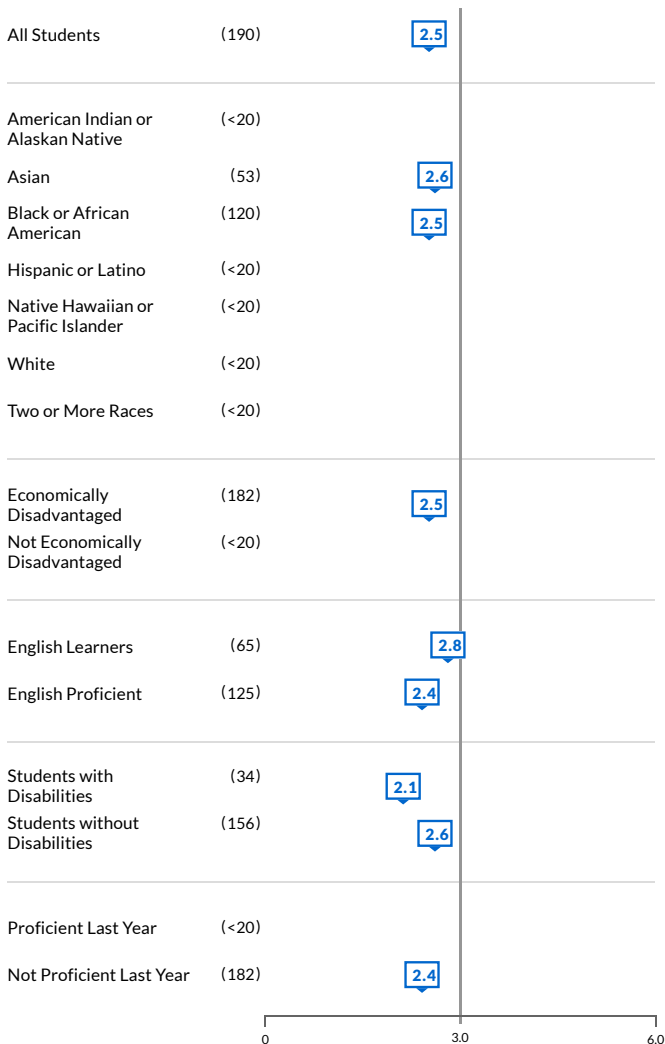 All Students (190) 2.5
American Indian or (<20)
Alaskan Native
Asian (53) 2.6
Black or African (120) 2.5
American
Hispanic or Latino (<20)
Native Hawaiian or (<20)
Pacific Islander
White (<20)
Two or More Races (<20)
Economically (182) 2.5
Disadvantaged
Not Economically (<20)
Disadvantaged
English Learners (65) 2.8
English Proficient (125) 2.4
Students with (34) 2.1
Disabilities
Students without (156) 2.6
Disabilities
Proficient Last Year (<20)
Not Proficient Last Year (182) 2.4
0 3.0 6.0